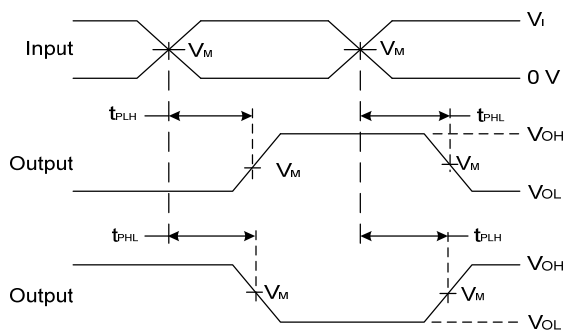 Input VM VM VI
0 V
tPLH tPHL
Output VM VM VOH
VOL
tPHL tPLH
Output VM VM VOH
VOL